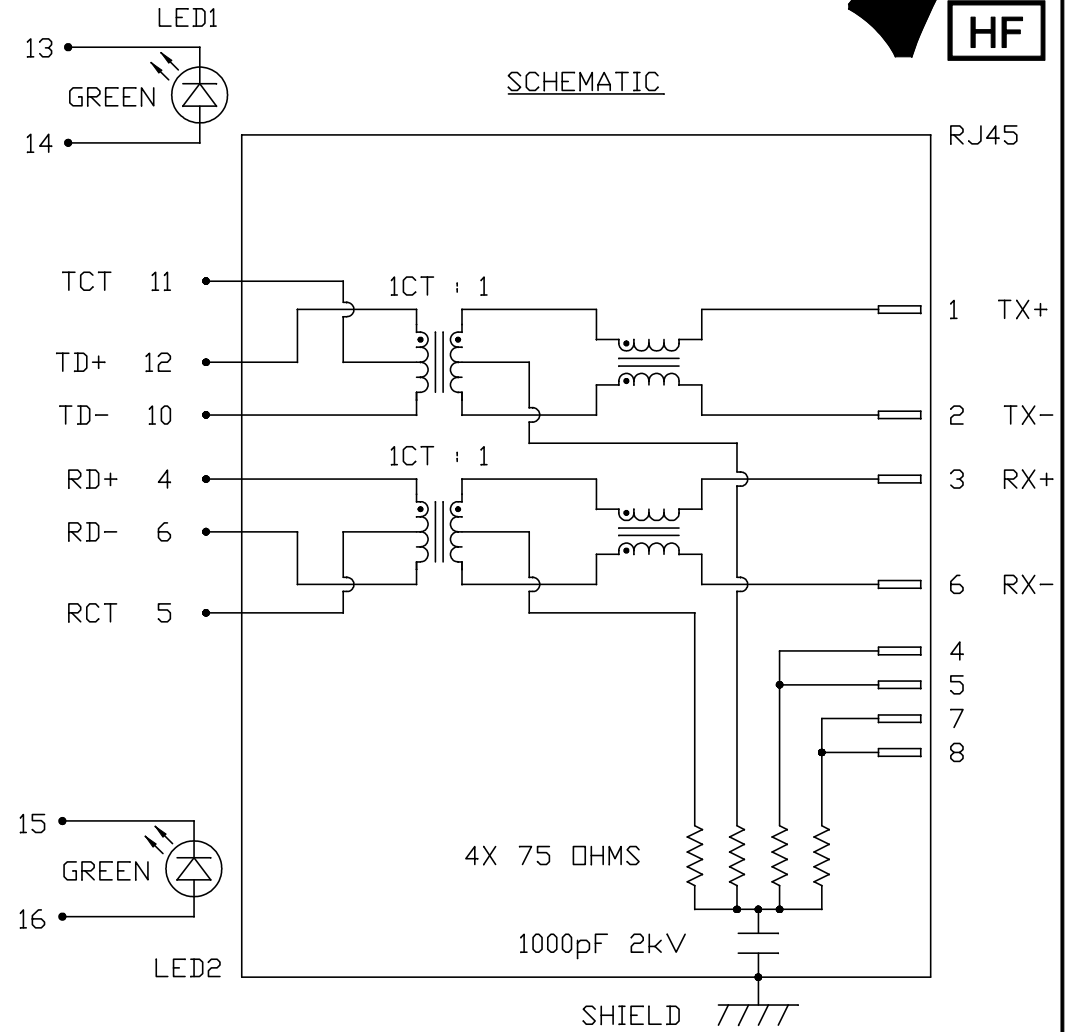 LED1
HF
13
GREEN
SCHEMATIC
14
RJ45
TCT 11
1CT : 1
1 TX+
TD+ 12
TD- 10
2 TX-
1CT : 1
RD+ 4
3 RX+
RD- 6
6 RX-
RCT 5
4
5
7
8
15
4X 75 OHMS
GREEN
16
1000pF 2kV
LED2
SHIELD